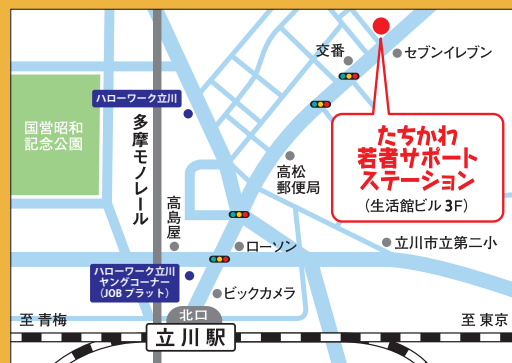 交番
セブンイレブン
ハローワーク立川
国営昭和
記念公園
多摩モノレール
たちかわ
若者サポート
ステーション
(生活館ビル3F)
高松
郵便局
高島屋
ローソン
立川市立第二小
ハローワーク立川
ヤングコーナー
(JOBプラット)
ビックカメラ
北口
至 青梅
立川駅
至 東京